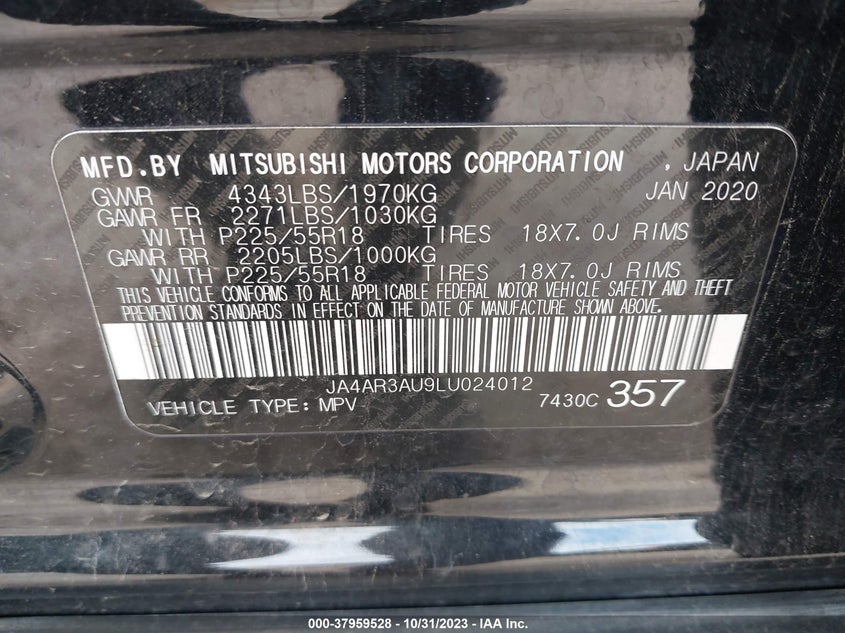 MFD.BY MITSUBISHI MOTORS CORPORATION , JAPAN
GVWR 4343LBS/1970KG JAN 2020
GAWR FR 2271LBS/1030KG
WITH P225/55R18 TIRES 18X7.0J RIMS
GAWR RR 2205LBS/1000KG
WITH P225/55R18 TIRES 18X7.0J RIMS
THIS VEHICLE CONFORMS TO ALL APPLICABLE FEDERAL MOTOR VEHICLE SAFETY AND THEFT
PREVENTION STANDARDS IN EFFECT ON THE DATE OF MANUFACTURE SHOWN ABOVE.
JA4AR3AU9LU024012
VEHICLE TYPE: MPV 7430C 357
000-37959528 - 10/31/2023 - IAA Inc.